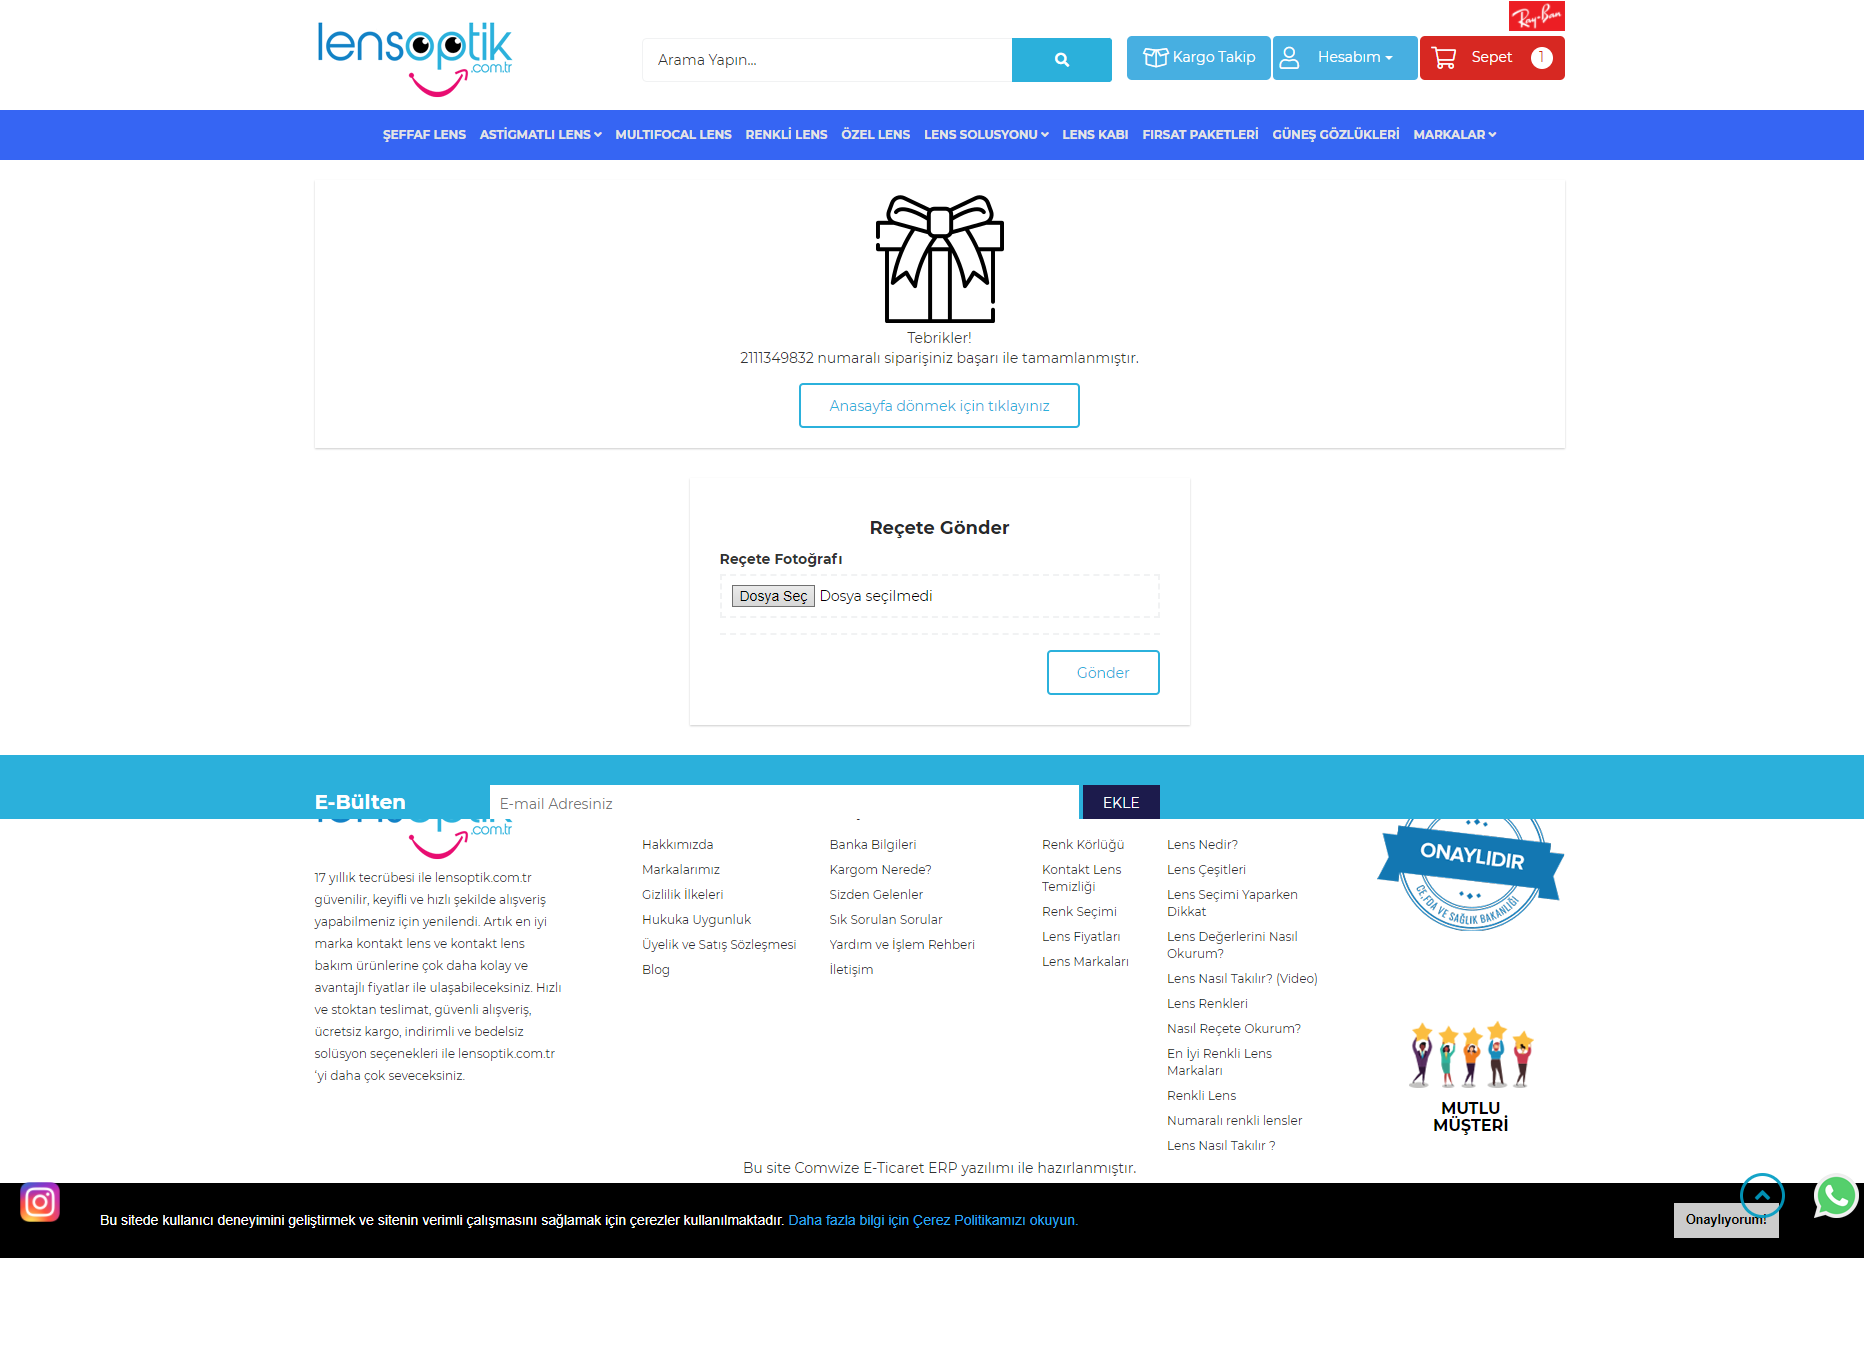 Ray-Ban
lensoptik
.com.tr
Arama Yapın...
Kargo Takip
Hesabım
Sepet
1
ŞEFFAF LENS
ASTİGMATLI LENS
MULTIFOCAL LENS
RENKLİ LENS
ÖZEL LENS
LENS SOLUSYONU
LENS KABI
FIRSAT PAKETLERİ
GÜNEŞ GÖZLÜKLERİ
MARKALAR
Tebrikler!
2111349832 numaralı siparişiniz başarı ile tamamlanmıştır.
Anasayfa dönmek için tıklayınız
Reçete Gönder
Reçete Fotoğrafı
Dosya Seç Dosya seçilmedi
Gönder
E-Bülten
E-mail Adresiniz
EKLE
.com.tr
17 yıllık tecrübesi ile lensoptik.com.tr
güvenilir, keyifli ve hızlı şekilde alışveriş
yapabilmeniz için yenilendi. Artık en iyi
marka kontakt lens ve kontakt lens
bakım ürünlerine çok daha kolay ve
avantajlı fiyatlar ile ulaşabileceksiniz. Hızlı
ve stoktan teslimat, güvenli alışveriş,
ücretsiz kargo, indirimli ve bedelsiz
solüsyon seçenekleri ile lensoptik.com.tr
‘yi daha çok seveceksiniz.
Hakkımızda
Markalarımız
Gizlilik İlkeleri
Hukuka Uygunluk
Üyelik ve Satış Sözleşmesi
Blog
Banka Bilgileri
Kargom Nerede?
Sizden Gelenler
Sık Sorulan Sorular
Yardım ve İşlem Rehberi
İletişim
Renk Körlüğü
Kontakt Lens
Temizliği
Renk Seçimi
Lens Fiyatları
Lens Markaları
Lens Nedir?
Lens Çeşitleri
Lens Seçimi Yaparken
Dikkat
Lens Değerlerini Nasıl
Okurum?
Lens Nasıl Takılır? (Video)
Lens Renkleri
Nasıl Reçete Okurum?
En İyi Renkli Lens
Markaları
Renkli Lens
Numaralı renkli lensler
Lens Nasıl Takılır ?
ONAYLIDIR
CE,FDA VE SAĞLIK BAKANLIĞI
MUTLU
MÜŞTERİ
Bu site Comwize E-Ticaret ERP yazılımı ile hazırlanmıştır.
Bu sitede kullanıcı deneyimini geliştirmek ve sitenin verimli çalışmasını sağlamak için çerezler kullanılmaktadır. Daha fazla bilgi için Çerez Politikamızı okuyun.
Onaylıyorum!